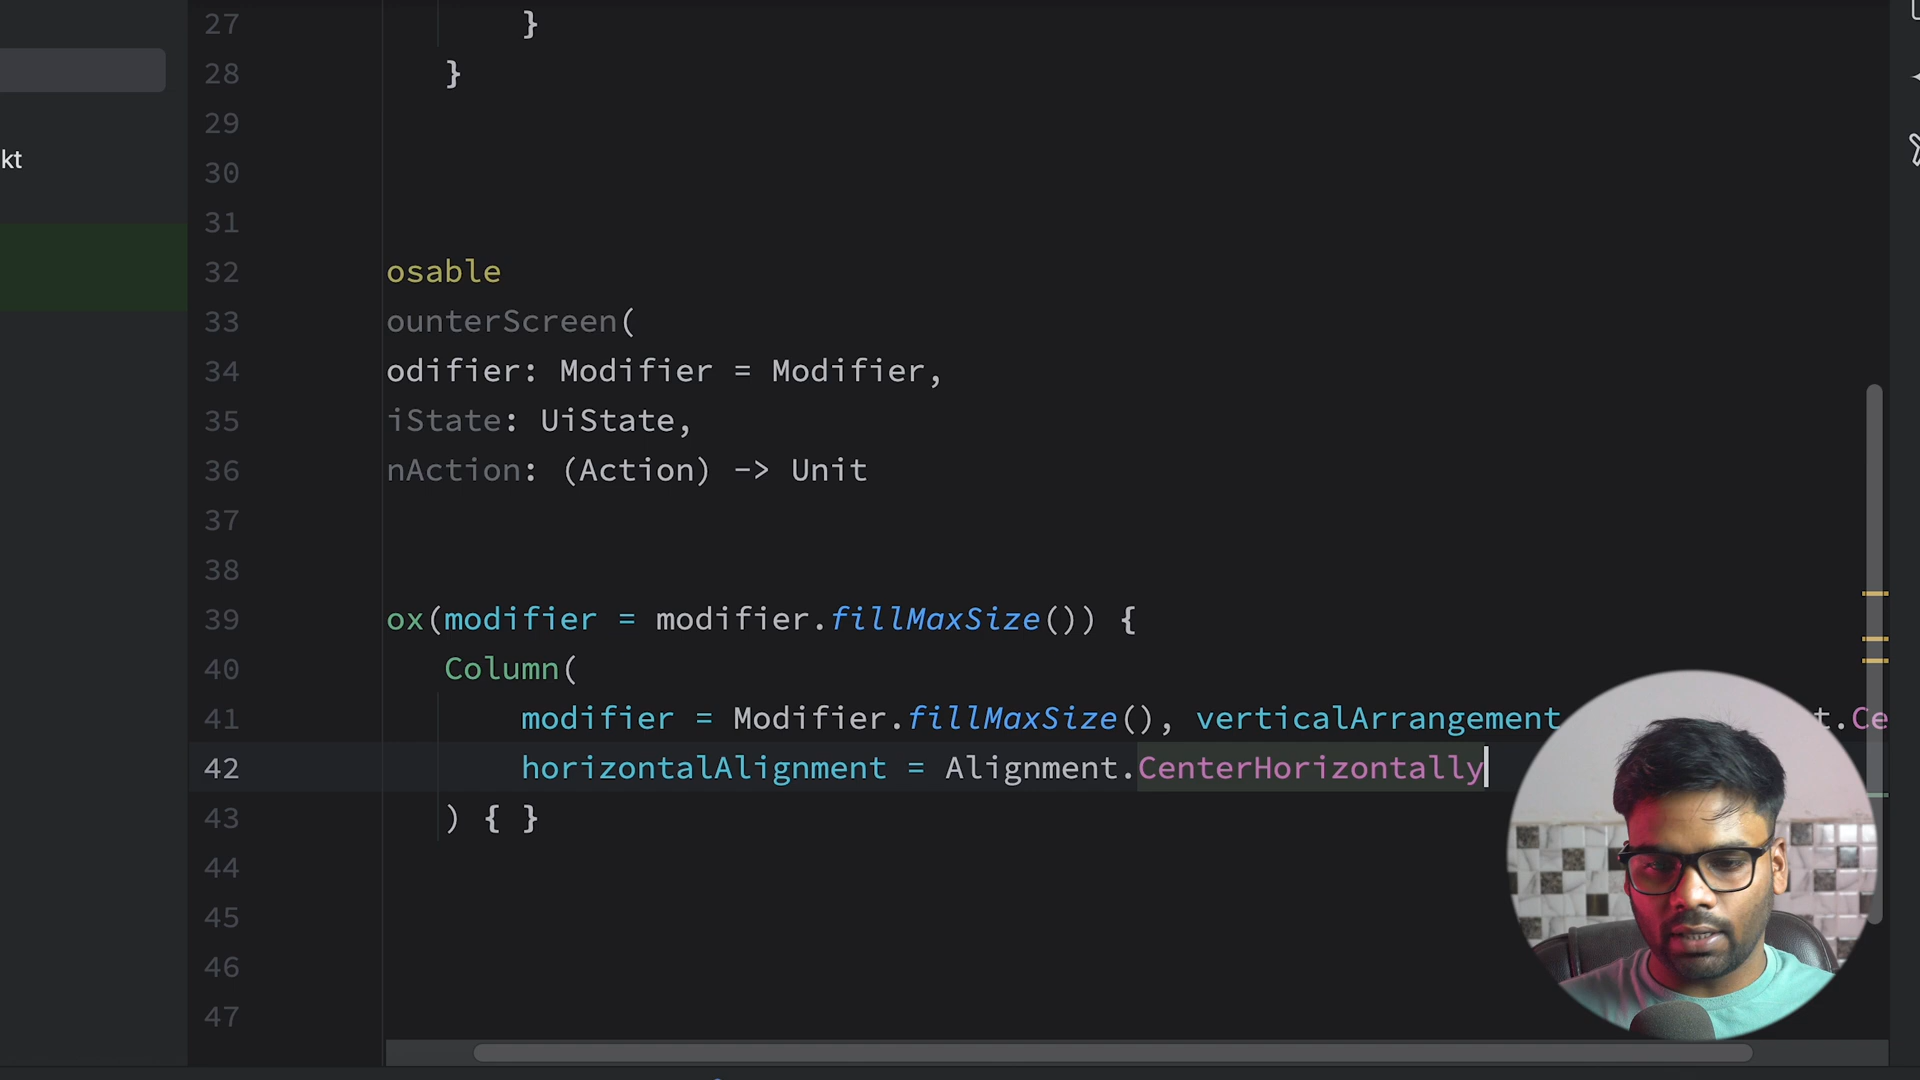 27 }
28 }
kt
29
30
31
32 osable
33 ounterScreen(
34 odifier: Modifier = Modifier,
35 iState: UiState,
36 nAction: (Action) -> Unit
37
38
39 ox(modifier = modifier.fillMaxSize()) {
40 Column(
41 modifier = Modifier.fillMaxSize(), verticalArrangement t.Ce
42 horizontalAlignment = Alignment.CenterHorizontally
43 ) { }
44
45
46
47